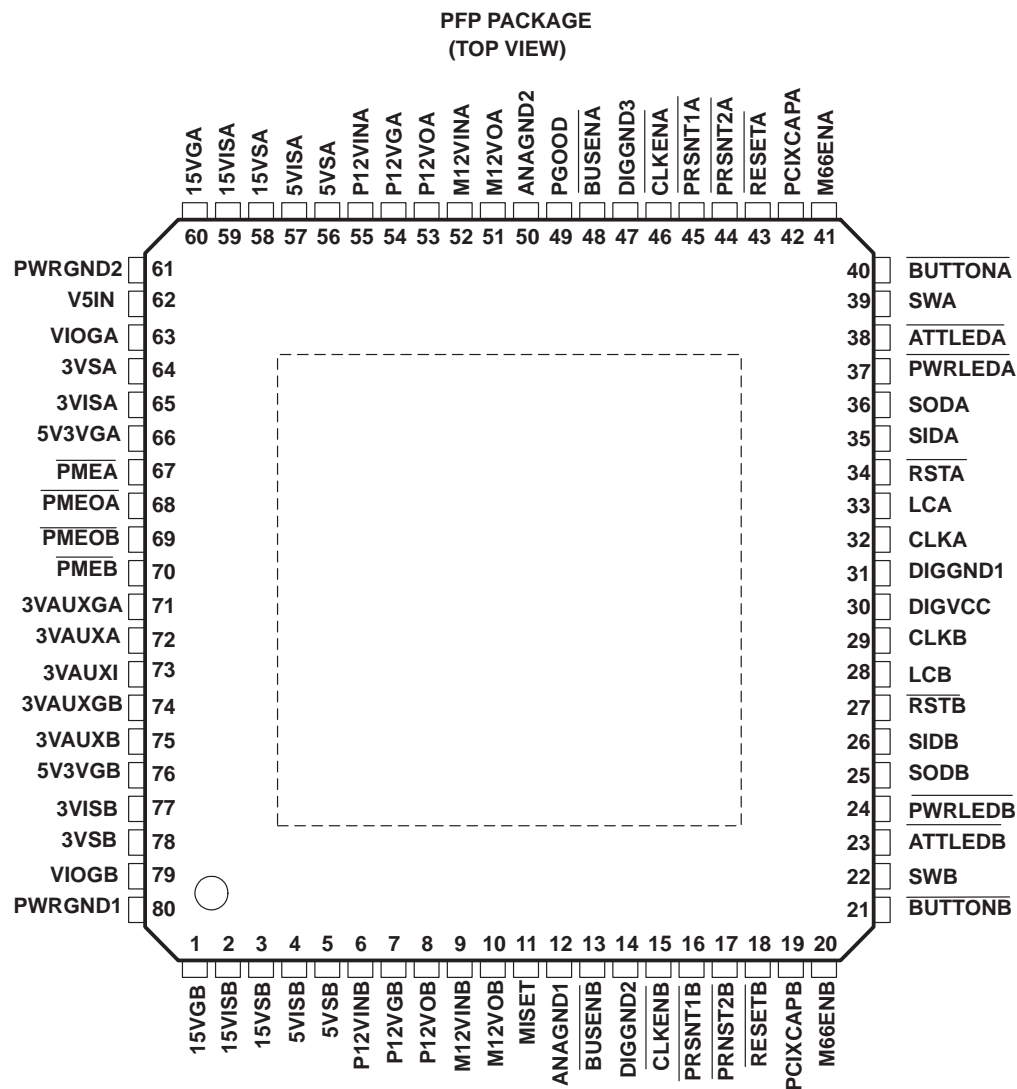 PFP PACKAGE
(TOP VIEW)
15VGA
15VISA
15VSA
5VISA
5VSA
P12VINA
P12VGA
P12VOA
M12VINA
M12VOA
ANAGND2
PGOOD
BUSENA
DIGGND3
CLKENA
PRSNT1A
PRSNT2A
RESETA
PCIXCAPA
M66ENA
60 59 58 57 56 55 54 53 52 51 50 49 48 47 46 45 44 43 42 41
PWRGND2 61
V5IN 62
VIOGA 63
3VSA 64
3VISA 65
5V3VGA 66
PMEA 67
PMEOA 68
PMEOB 69
PMEB 70
3VAUXGA 71
3VAUXA 72
3VAUXI 73
3VAUXGB 74
3VAUXB 75
5V3VGB 76
3VISB 77
3VSB 78
VIOGB 79
PWRGND1 80
40 BUTTONA
39 SWA
38 ATTLEDA
37 PWRLEDA
36 SODA
35 SIDA
34 RSTA
33 LCA
32 CLKA
31 DIGGND1
30 DIGVCC
29 CLKB
28 LCB
27 RSTB
26 SIDB
25 SODB
24 PWRLEDB
23 ATTLEDB
22 SWB
21 BUTTONB
1 2 3 4 5 6 7 8 9 10 11 12 13 14 15 16 17 18 19 20
15VGB
15VISB
15VSB
5VISB
5VSB
P12VINB
P12VGB
P12VOB
M12VINB
M12VOB
MISET
ANAGND1
BUSENB
DIGGND2
CLKENB
PRSNT1B
PRNST2B
RESETB
PCIXCAPB
M66ENB